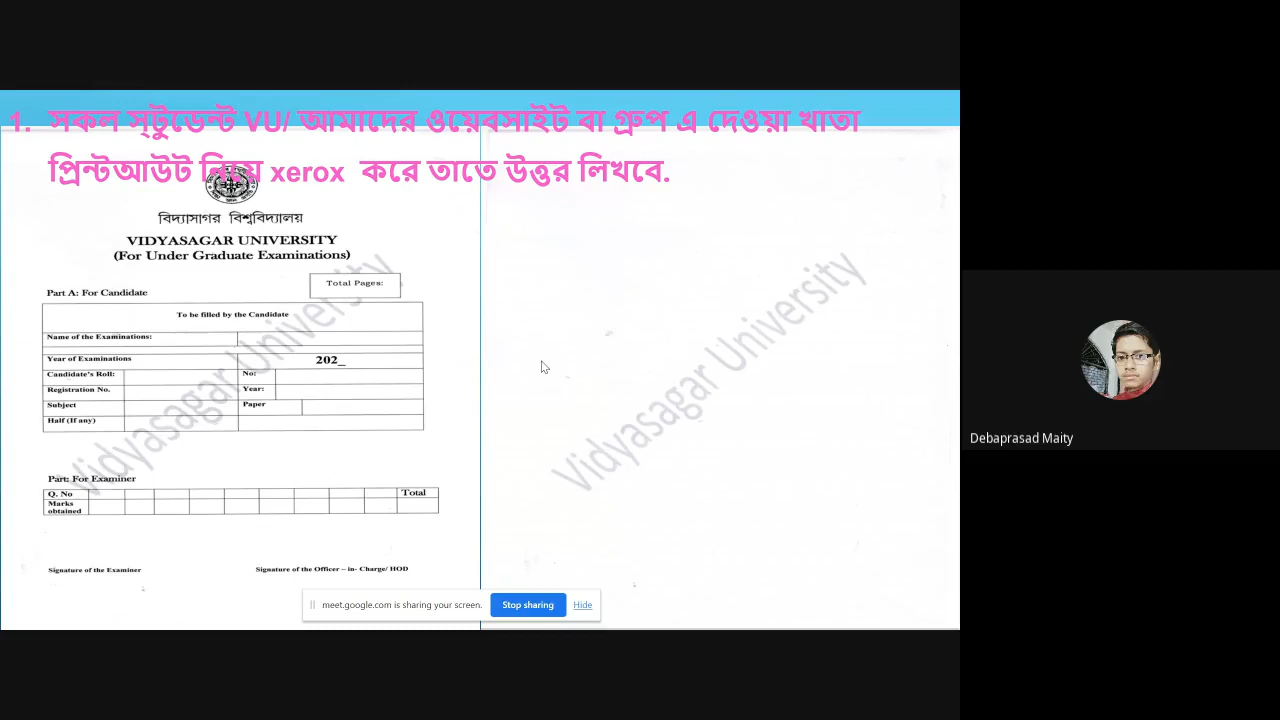 1. সকল স্টুডেন্ট VU/ আমাদের ওয়েবসাইট বা গ্রুপ এ দেওয়া খাতা
প্রিন্টআউট নিয়ে xerox করে তাতে উত্তর লিখবে.
বিদ্যাসাগর বিশ্ববিদ্যালয়
VIDYASAGAR UNIVERSITY
(For Under Graduate Examinations)
Total Pages:
Part A: For Candidate
To be filled by the Candidate
Name of the Examinations:
Year of Examinations 202_
Candidate's Roll: No:
Registration No. Year:
Subject Paper
Half (If any)
Part: For Examiner
Q. No Total
Marks
obtained
Signature of the Examiner Signature of the Officer – in- Charge/ HOD
Vidyasagar University
Vidyasagar University
meet.google.com is sharing your screen. Stop sharing Hide
Debaprasad Maity